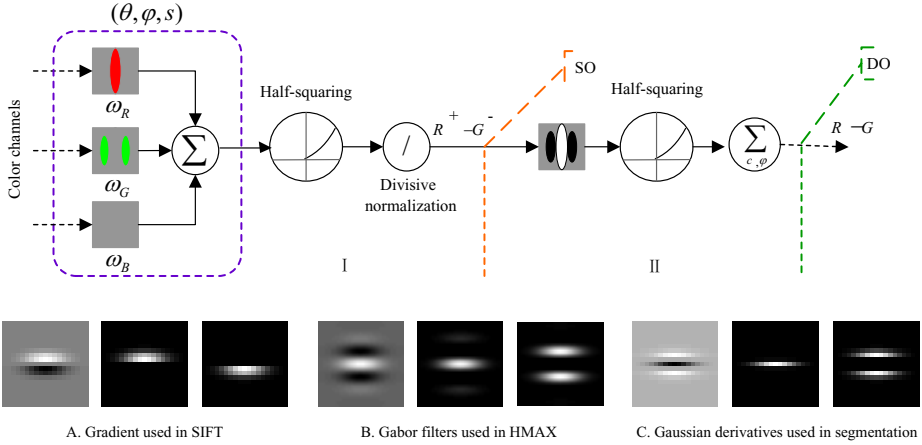 (θ, φ, s)
Color channels
ω_R
ω_G
ω_B
Σ
Half-squaring
/
Divisive
normalization
R⁺ −G⁻
SO
Half-squaring
Σ
c ,φ
R −G
DO
I
II
A. Gradient used in SIFT
B. Gabor filters used in HMAX
C. Gaussian derivatives used in segmentation